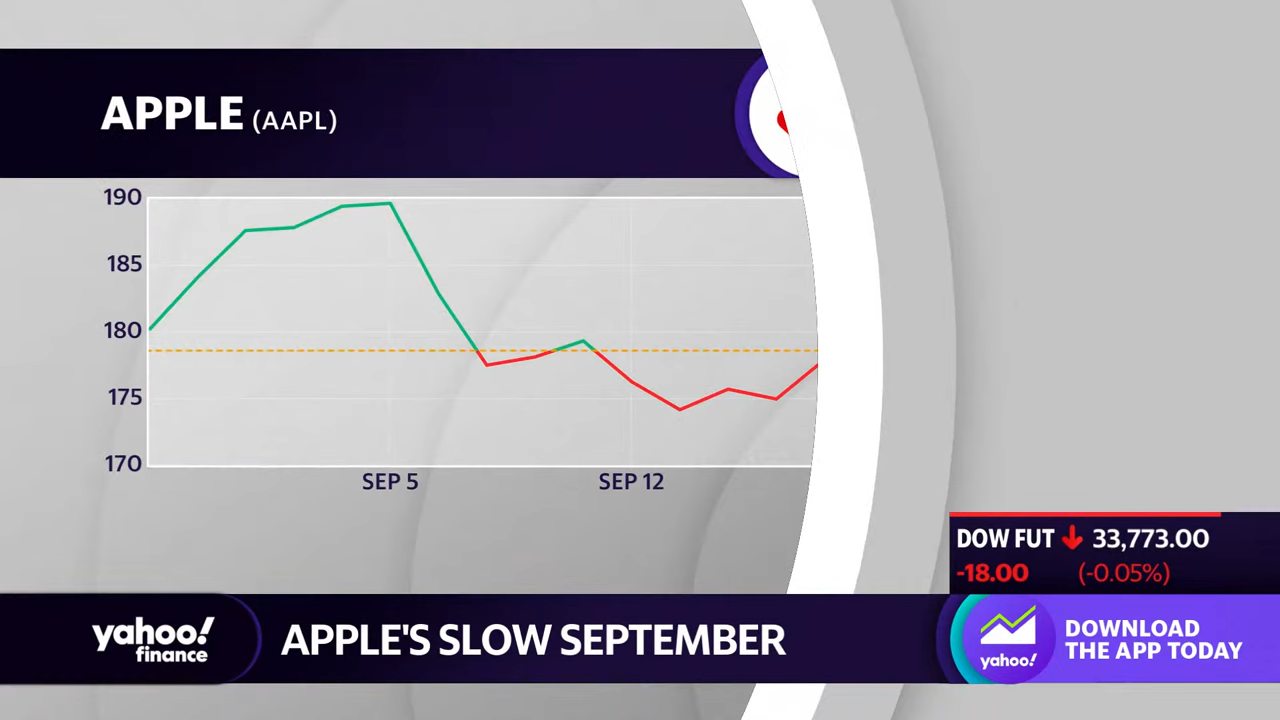 APPLE (AAPL)
190
185
180
175
170
SEP 5
SEP 12
DOW FUT 33,773.00
-18.00 (-0.05%)
yahoo!
finance
APPLE'S SLOW SEPTEMBER
yahoo!
DOWNLOAD
THE APP TODAY